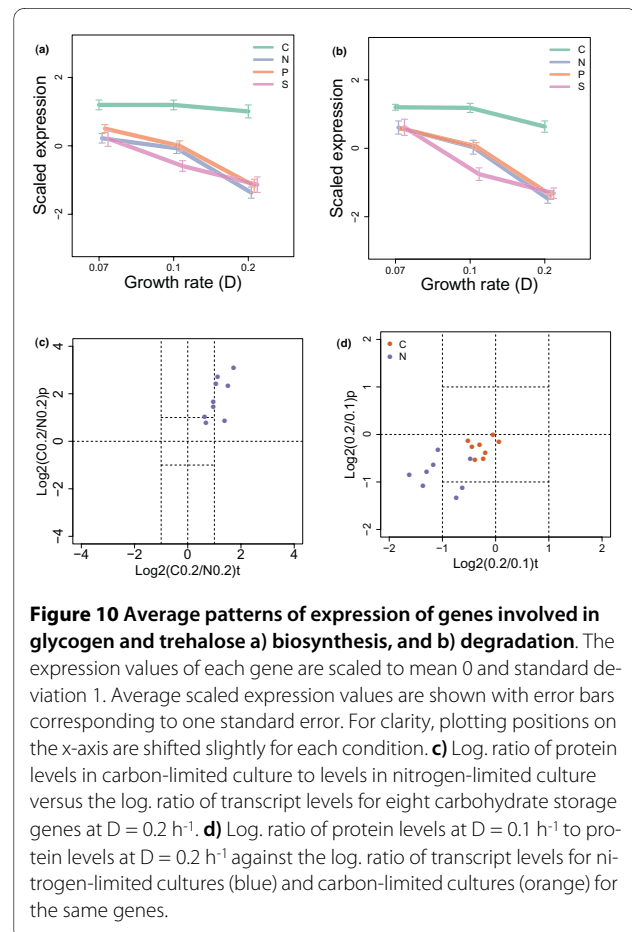 (a)
C
N
P
S
Scaled expression
2
0
−2
0.07
0.1
0.2
Growth rate (D)
(b)
C
N
P
S
Scaled expression
2
0
−2
0.07
0.1
0.2
Growth rate (D)
(c)
Log2(C0.2/N0.2)p
4
2
0
−2
−4
−4
−2
0
2
4
Log2(C0.2/N0.2)t
(d)
C
N
Log2(0.2/0.1)p
2
1
0
−1
−2
−2
−1
0
1
2
Log2(0.2/0.1)t
Figure 10 Average patterns of expression of genes involved in
glycogen and trehalose a) biosynthesis, and b) degradation. The
expression values of each gene are scaled to mean 0 and standard de-
viation 1. Average scaled expression values are shown with error bars
corresponding to one standard error. For clarity, plotting positions on
the x-axis are shifted slightly for each condition. c) Log. ratio of protein
levels in carbon-limited culture to levels in nitrogen-limited culture
versus the log. ratio of transcript levels for eight carbohydrate storage
genes at D = 0.2 h-1. d) Log. ratio of protein levels at D = 0.1 h-1 to pro-
tein levels at D = 0.2 h-1 against the log. ratio of transcript levels for ni-
trogen-limited cultures (blue) and carbon-limited cultures (orange) for
the same genes.